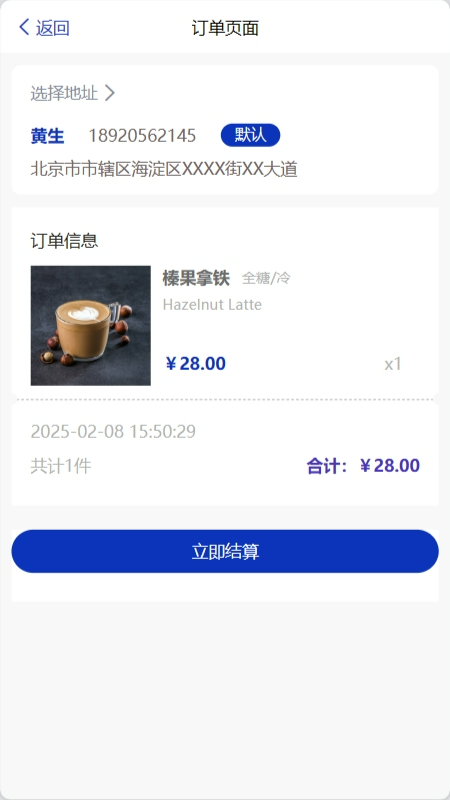 返回 订单页面
选择地址
黄生 18920562145 默认
北京市市辖区海淀区XXXX街XX大道
订单信息
榛果拿铁 全糖/冷
Hazelnut Latte
￥28.00 x1
2025-02-08 15:50:29
共计1件 合计：￥28.00
立即结算